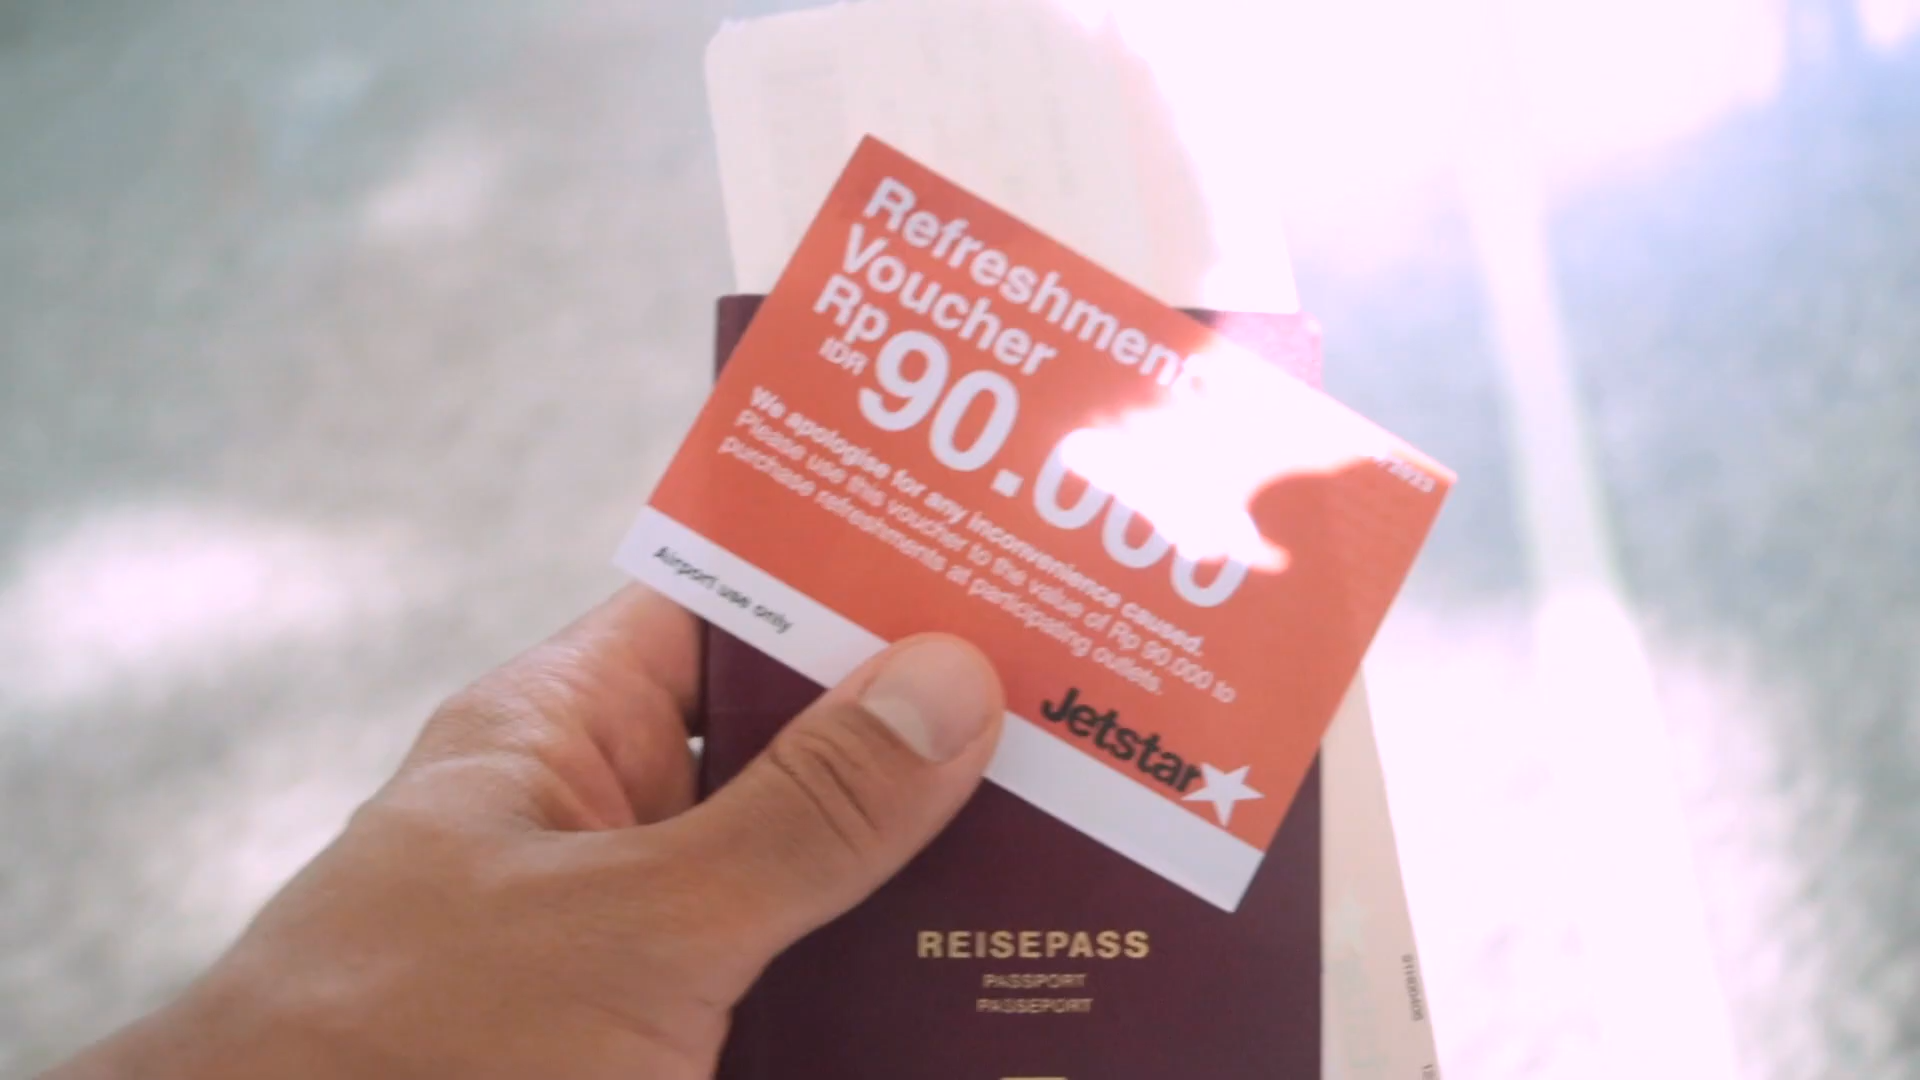 Refreshment
Voucher
Rp
IDR
90.000
We apologise for any inconvenience caused.
Please use this voucher to the value of Rp 90.000 to
purchase refreshments at participating outlets.
Airport use only
Jetstar
REISEPASS
PASSPORT
PASSEPORT